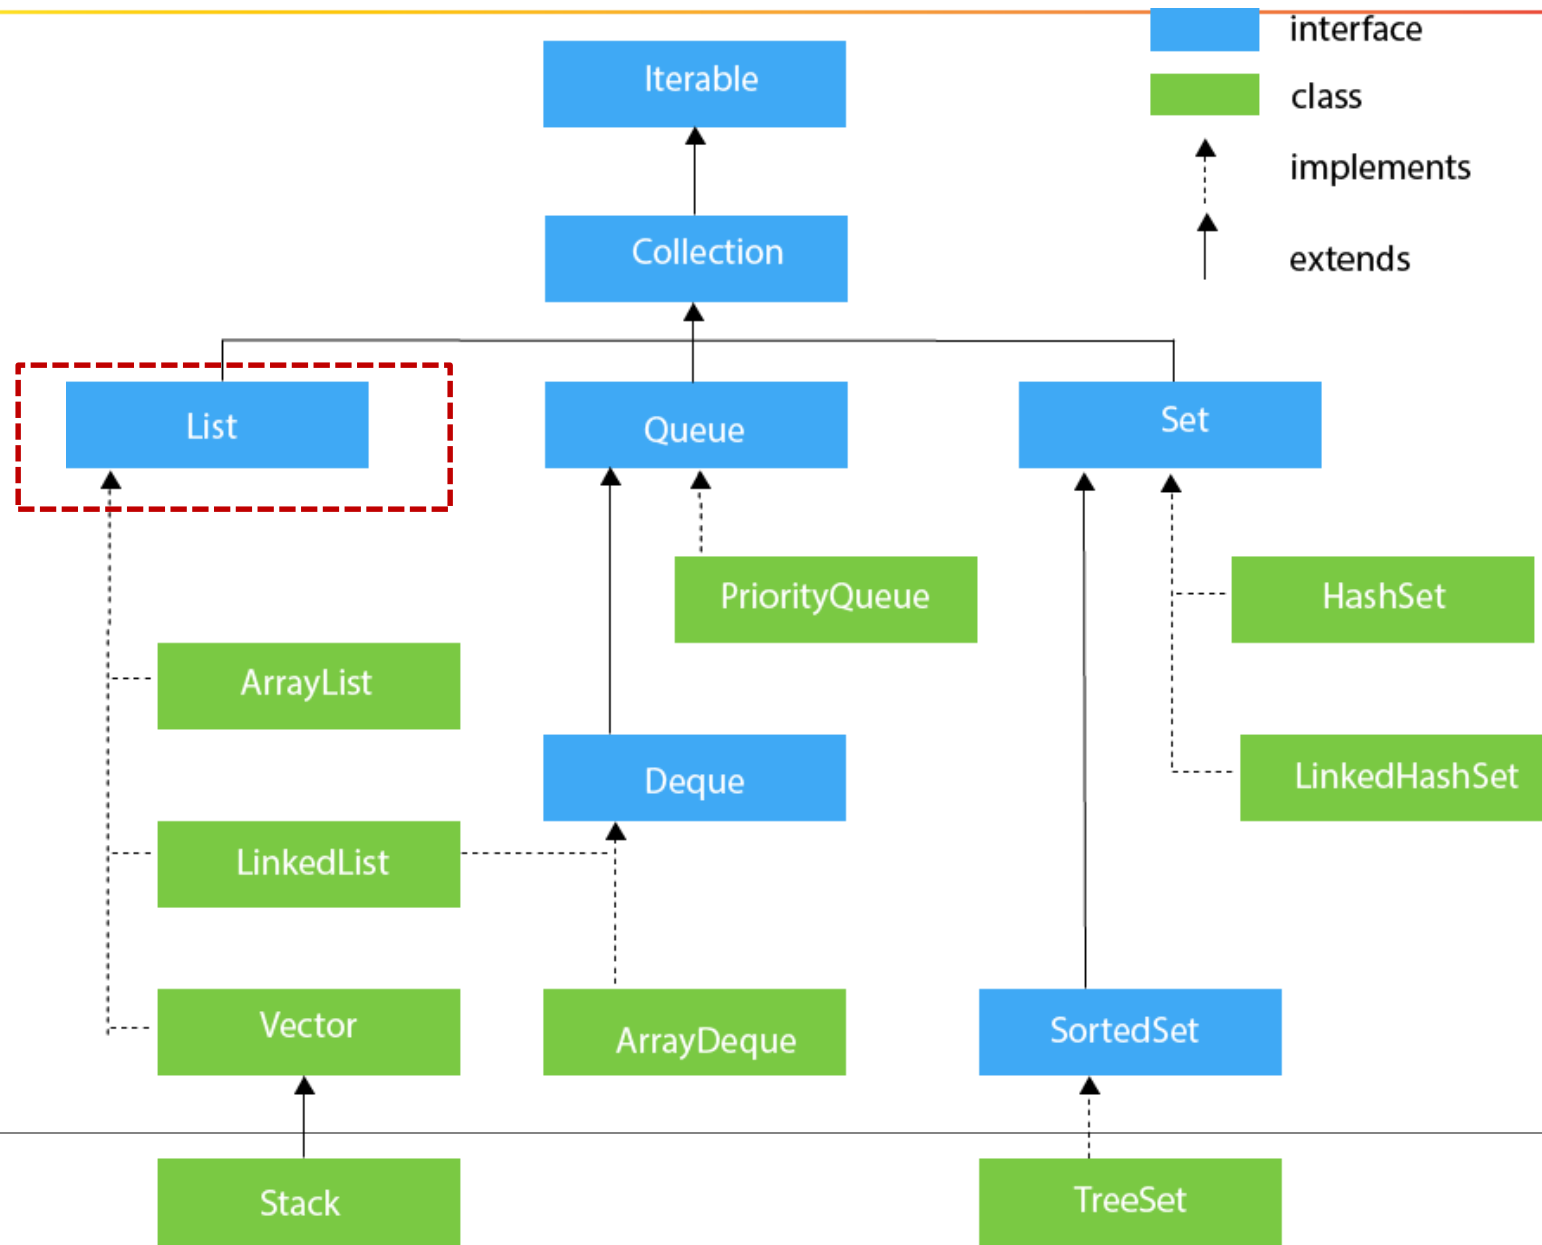 interface
Iterable
class
implements
Collection
extends
List
Queue
Set
PriorityQueue
HashSet
ArrayList
Deque
LinkedHashSet
LinkedList
Vector
ArrayDeque
SortedSet
Stack
TreeSet